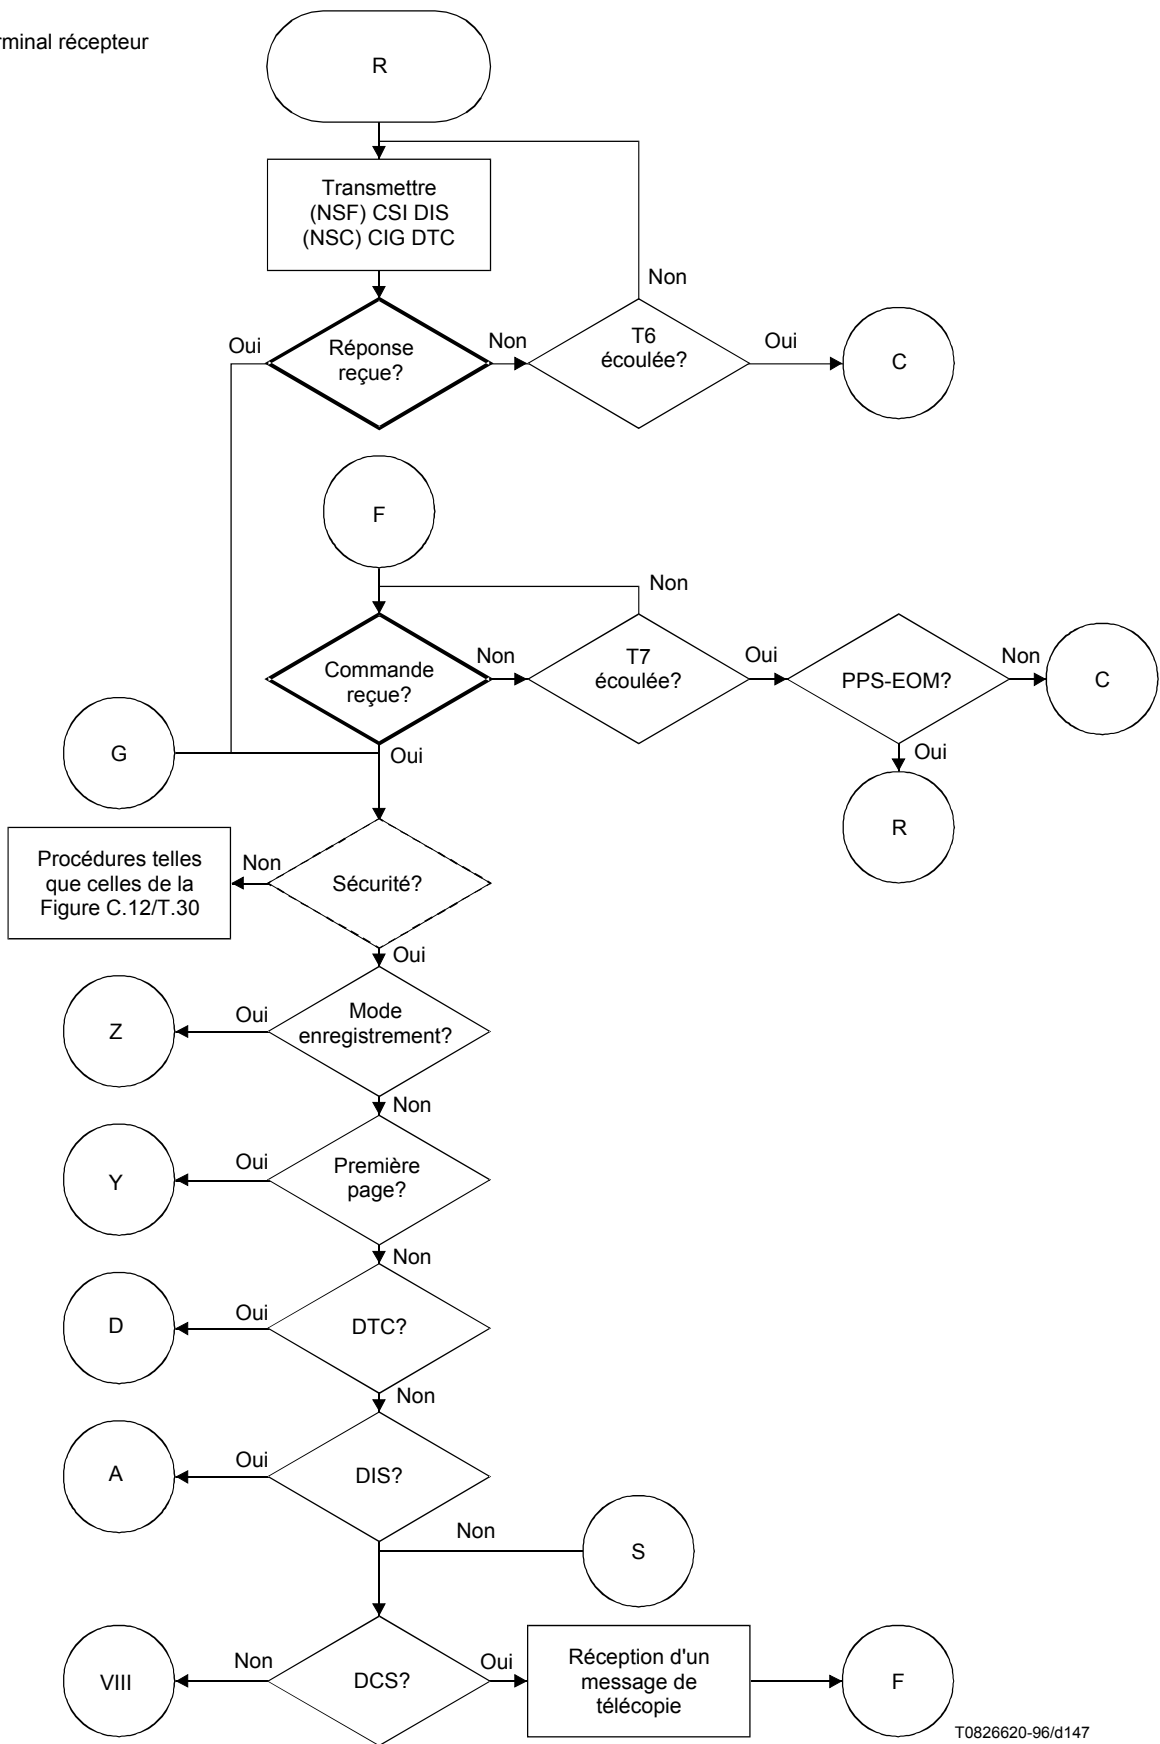 rminal récepteur
R
Transmettre
(NSF) CSI DIS
(NSC) CIG DTC
Non
Oui
Réponse
reçue?
Non
T6
écoulée?
Oui
C
F
Non
Commande
reçue?
Non
T7
écoulée?
Oui
PPS-EOM?
Non
C
G
Oui
Oui
R
Procédures telles
que celles de la
Figure C.12/T.30
Non
Sécurité?
Oui
Z
Oui
Mode
enregistrement?
Non
Y
Oui
Première
page?
Non
D
Oui
DTC?
Non
A
Oui
DIS?
Non
S
VIII
Non
DCS?
Oui
Réception d'un
message de
télécopie
F
T0826620-96/d147